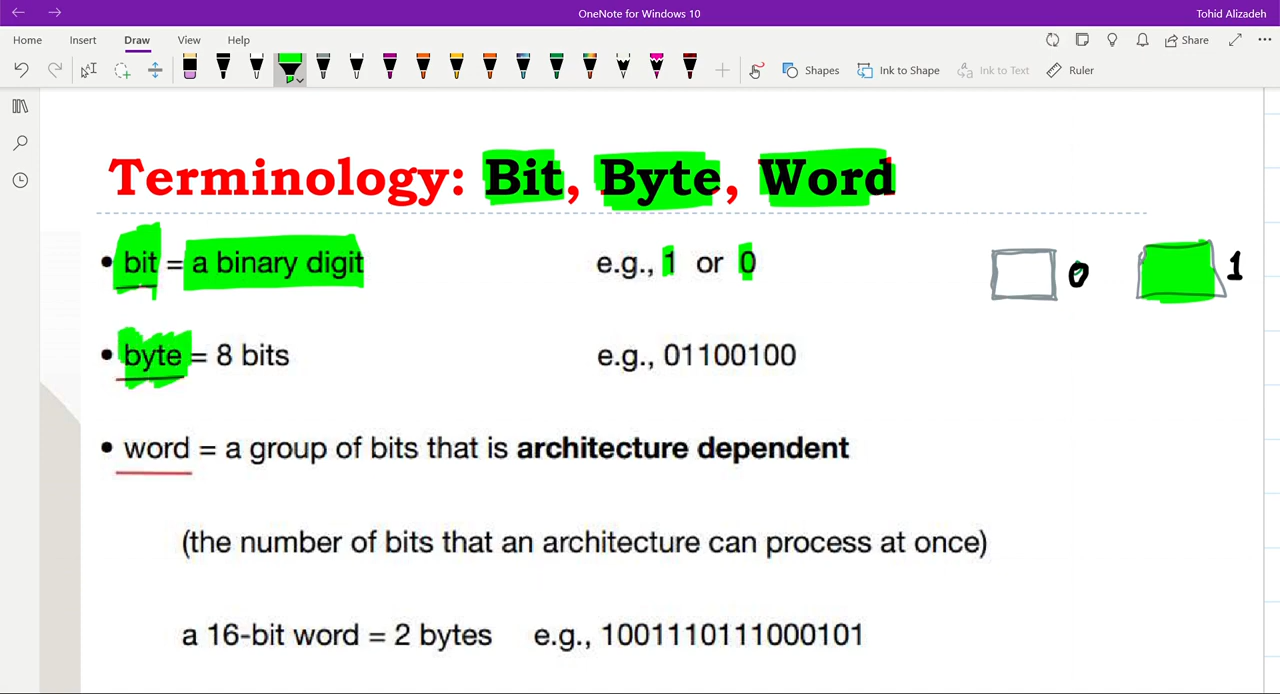 OneNote for Windows 10
Tohid Alizadeh
Home Insert Draw View Help
Share
Shapes Ink to Shape Ink to Text Ruler
Terminology: Bit, Byte, Word
• bit = a binary digit e.g., 1 or 0
0 1
• byte = 8 bits e.g., 01100100
• word = a group of bits that is architecture dependent
(the number of bits that an architecture can process at once)
a 16-bit word = 2 bytes e.g., 1001110111000101